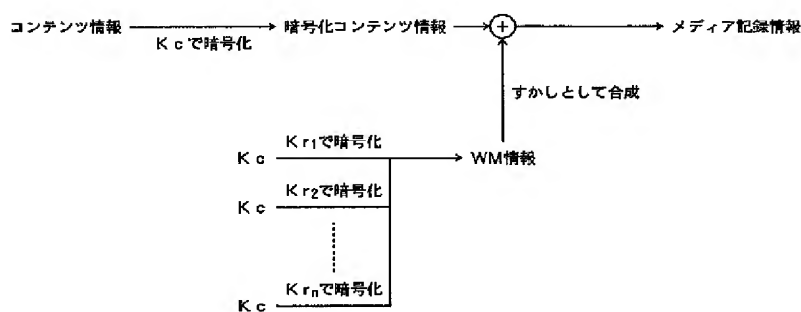 コンテンツ情報 暗号化コンテンツ情報 + メディア記録情報
Kcで暗号化
すかしとして合成
Kr1で暗号化
Kc WM情報
Kr2で暗号化
Kc
Krnで暗号化
Kc